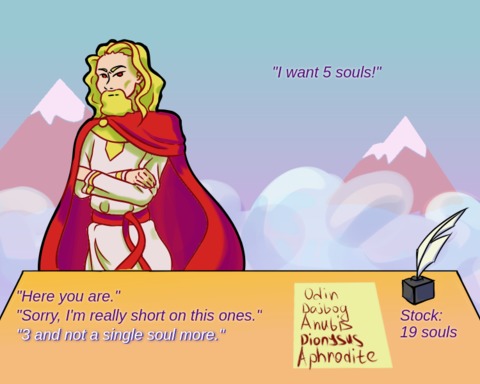 "I want 5 souls!"
"Here you are."
"Sorry, I'm really short on this ones."
"3 and not a single soul more."
Odin
Dajbog
Anubis
Dionysus
Aphrodite
Stock:
19 souls